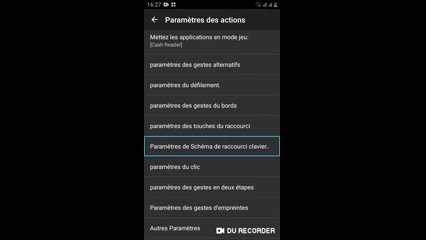 16:27
Paramètres des actions
Mettez les applications en mode jeu:
[Cash Reader]
paramètres des gestes alternatifs
paramètres du défilement.
paramètres des gestes du bords
paramètres des touches du raccourci
Paramètres de Schéma de raccourci clavier.
paramètres du clic
paramètres des gestes en deux étapes
Paramètres des gestes d'empreintes
Autres Paramètres
DU RECORDER